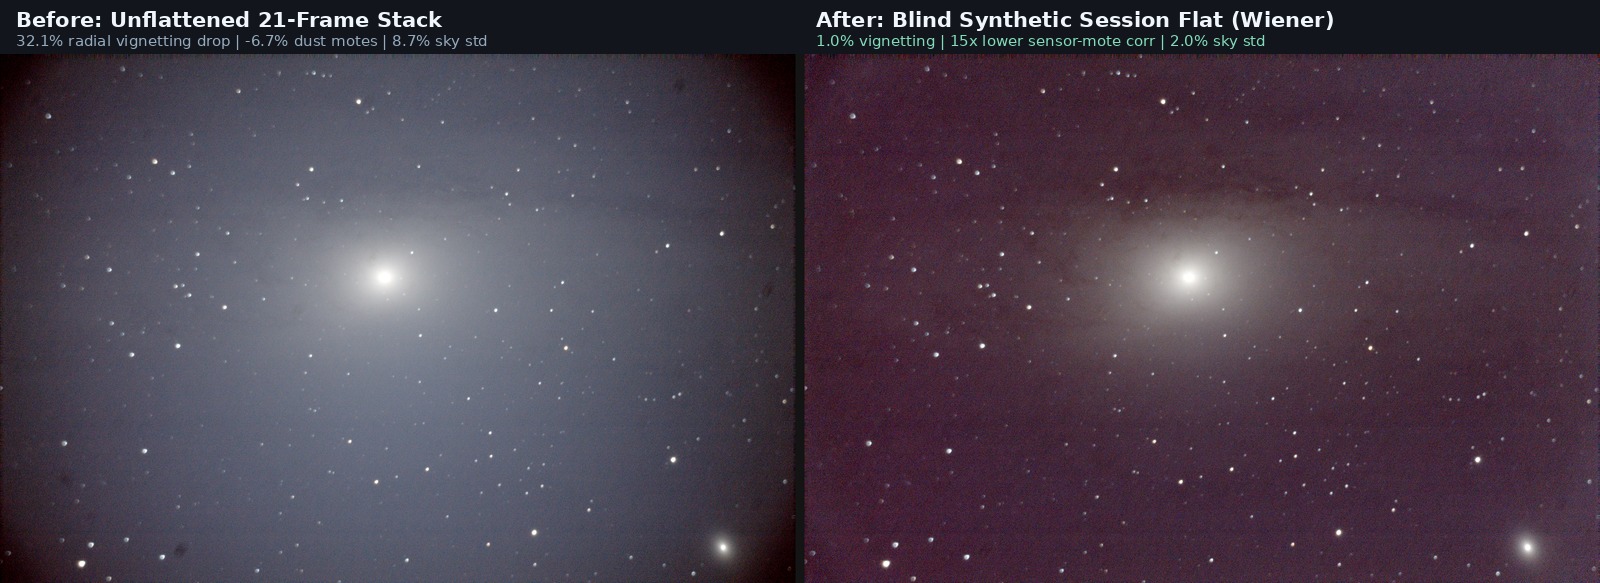 Before: Unflattened 21-Frame Stack
32.1% radial vignetting drop | -6.7% dust motes | 8.7% sky std
After: Blind Synthetic Session Flat (Wiener)
1.0% vignetting | 15x lower sensor-mote corr | 2.0% sky std